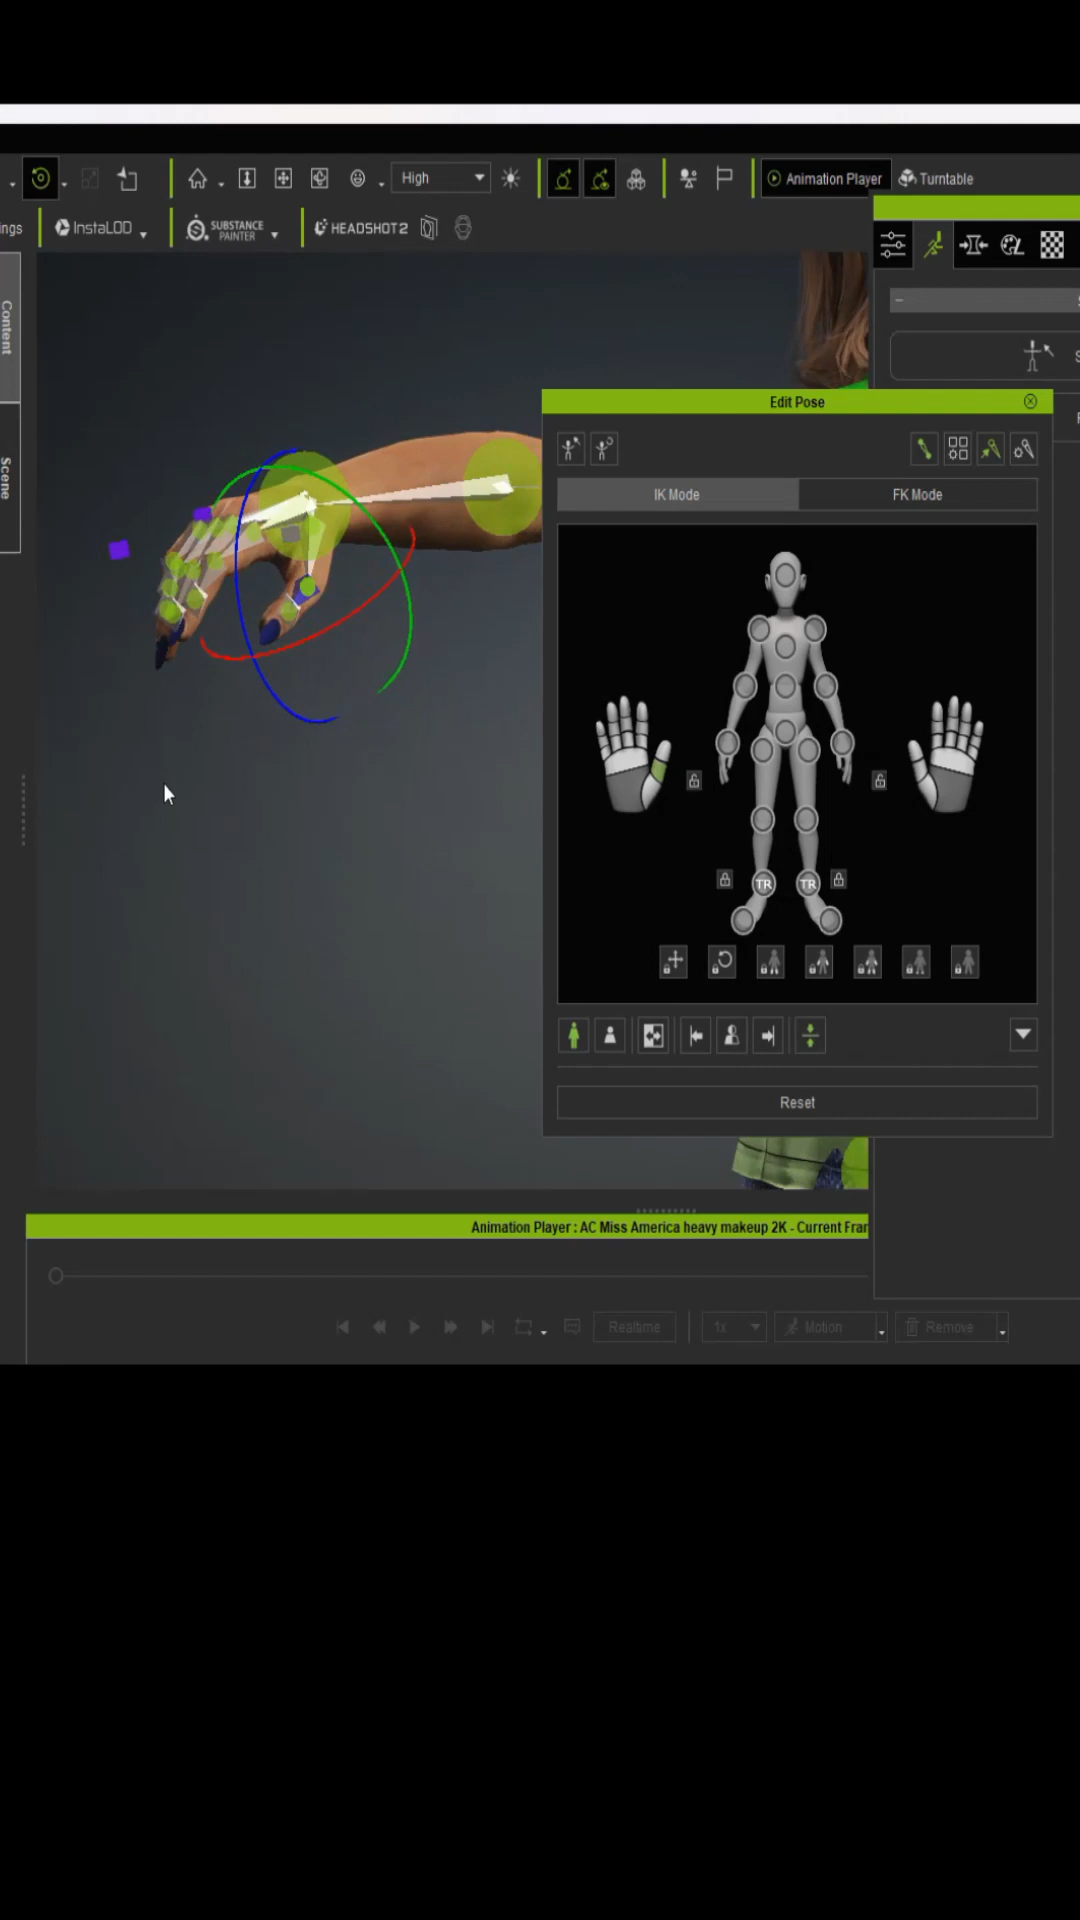 High
Animation Player
Turntable
ngs
InstaLOD
SUBSTANCE
PAINTER
HEADSHOT2
Content
Scene
Edit Pose
IK Mode
FK Mode
TR
TR
Reset
Animation Player : AC Miss America heavy makeup 2K - Current Fran
Realtime
1x
Motion
Remove